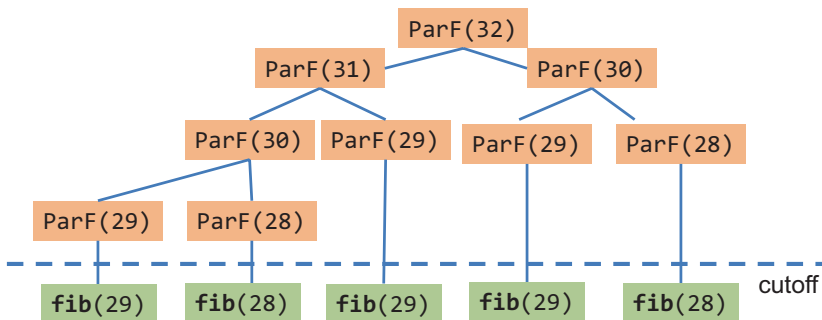 ParF(32)
ParF(31) ParF(30)
ParF(30) ParF(29) ParF(29) ParF(28)
ParF(29) ParF(28)
cutoff
fib(29) fib(28) fib(29) fib(29) fib(28)